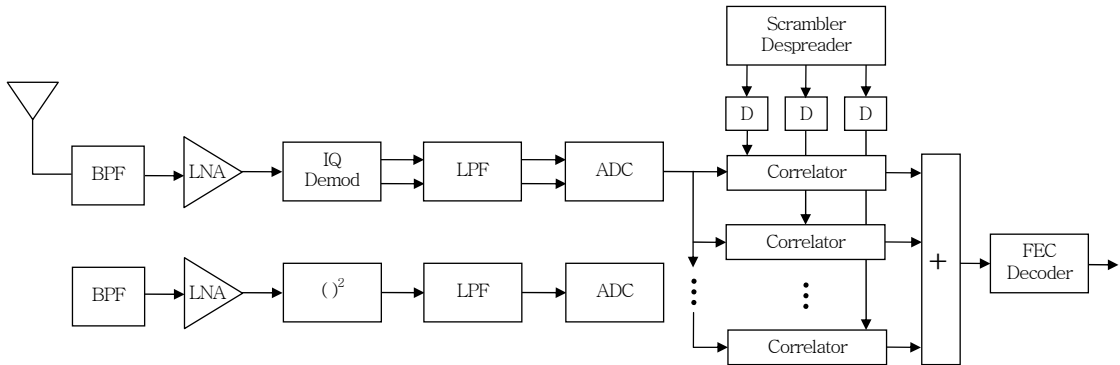 Scrambler
Despreader
D D D
BPF LNA IQ
Demod LPF ADC Correlator
Correlator
+ FEC
Decoder
BPF LNA ( )² LPF ADC
Correlator